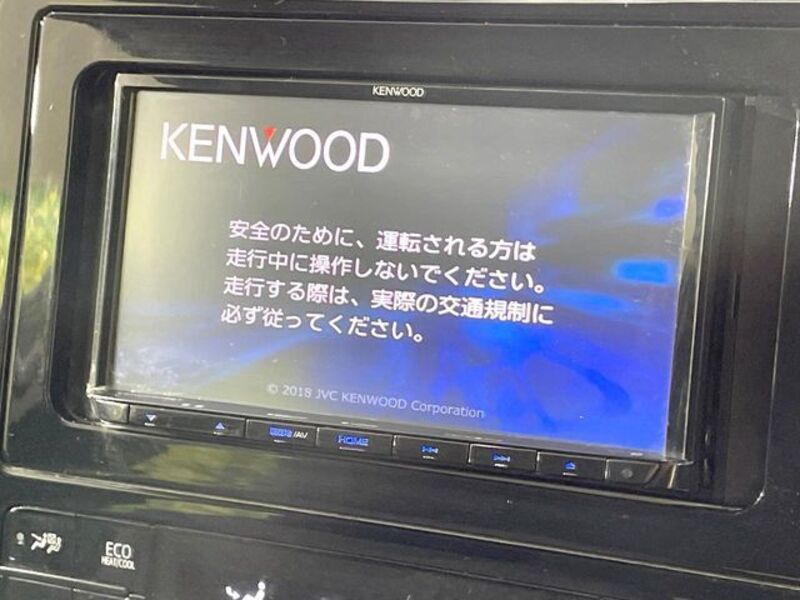 KENWOOD
KENWOOD
安全のために、運転される方は
走行中に操作しないでください。
走行する際は、実際の交通規制に
必ず従ってください。
© 2018 JVC KENWOOD Corporation
/AV
HOME
ECO
HEAT/COOL